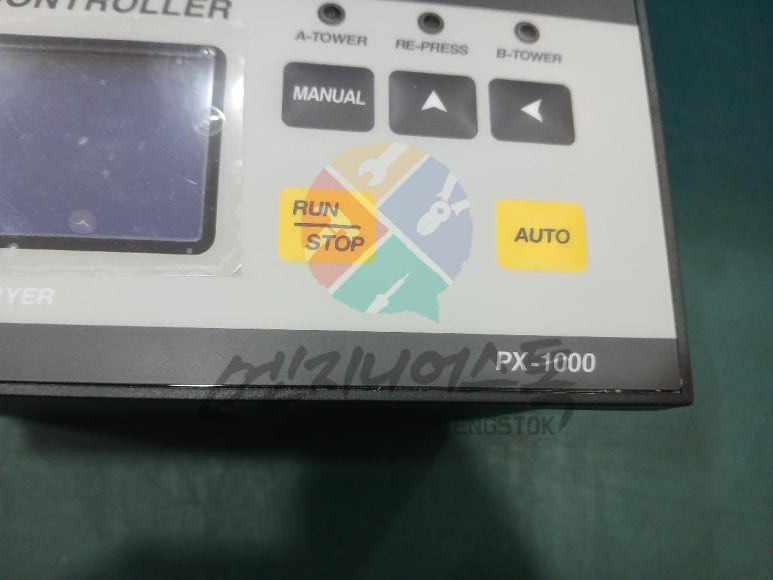 CONTROLLER
A-TOWER
RE-PRESS
B-TOWER
MANUAL
RUN
STOP
AUTO
RYER
PX-1000
엔지니어스톡
ENGSTOK